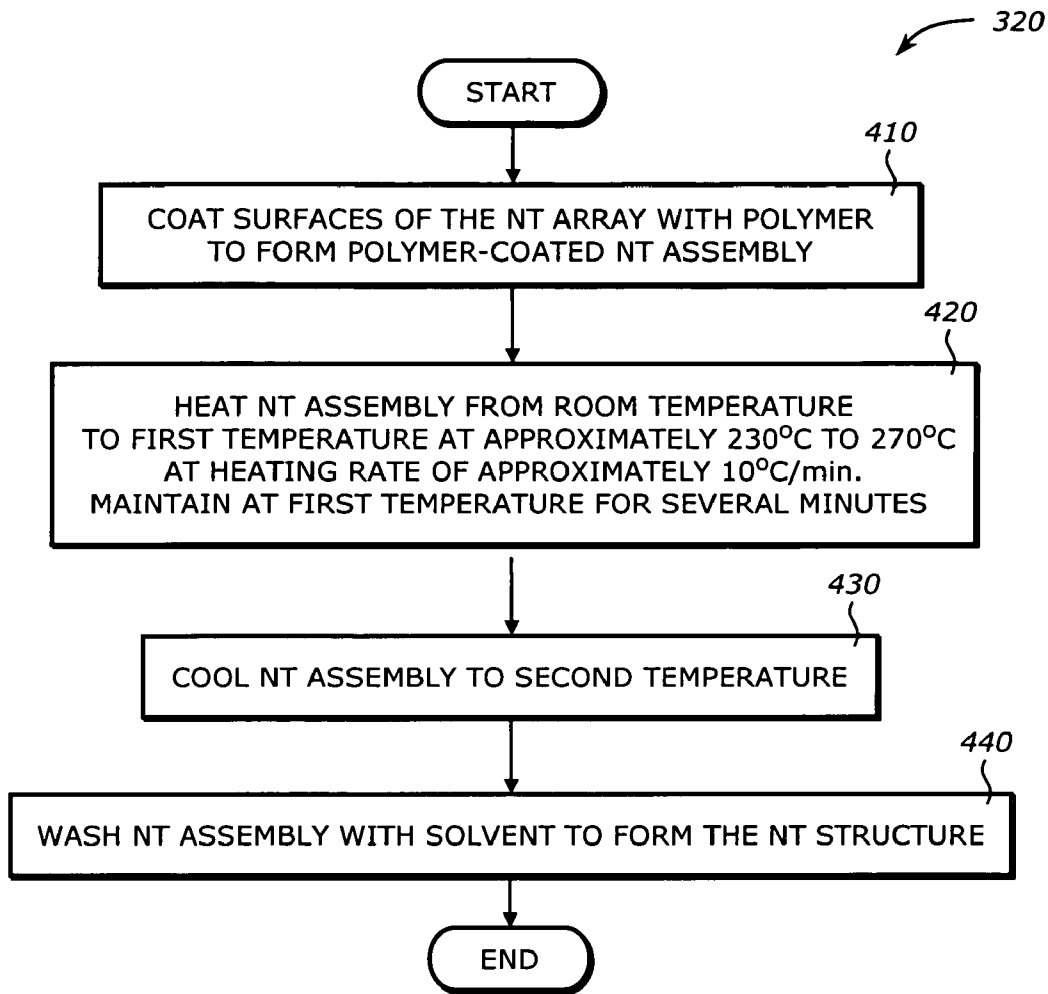 320
START
410
COAT SURFACES OF THE NT ARRAY WITH POLYMER
TO FORM POLYMER-COATED NT ASSEMBLY
420
HEAT NT ASSEMBLY FROM ROOM TEMPERATURE
TO FIRST TEMPERATURE AT APPROXIMATELY 230°C TO 270°C
AT HEATING RATE OF APPROXIMATELY 10°C/min.
MAINTAIN AT FIRST TEMPERATURE FOR SEVERAL MINUTES
430
COOL NT ASSEMBLY TO SECOND TEMPERATURE
440
WASH NT ASSEMBLY WITH SOLVENT TO FORM THE NT STRUCTURE
END